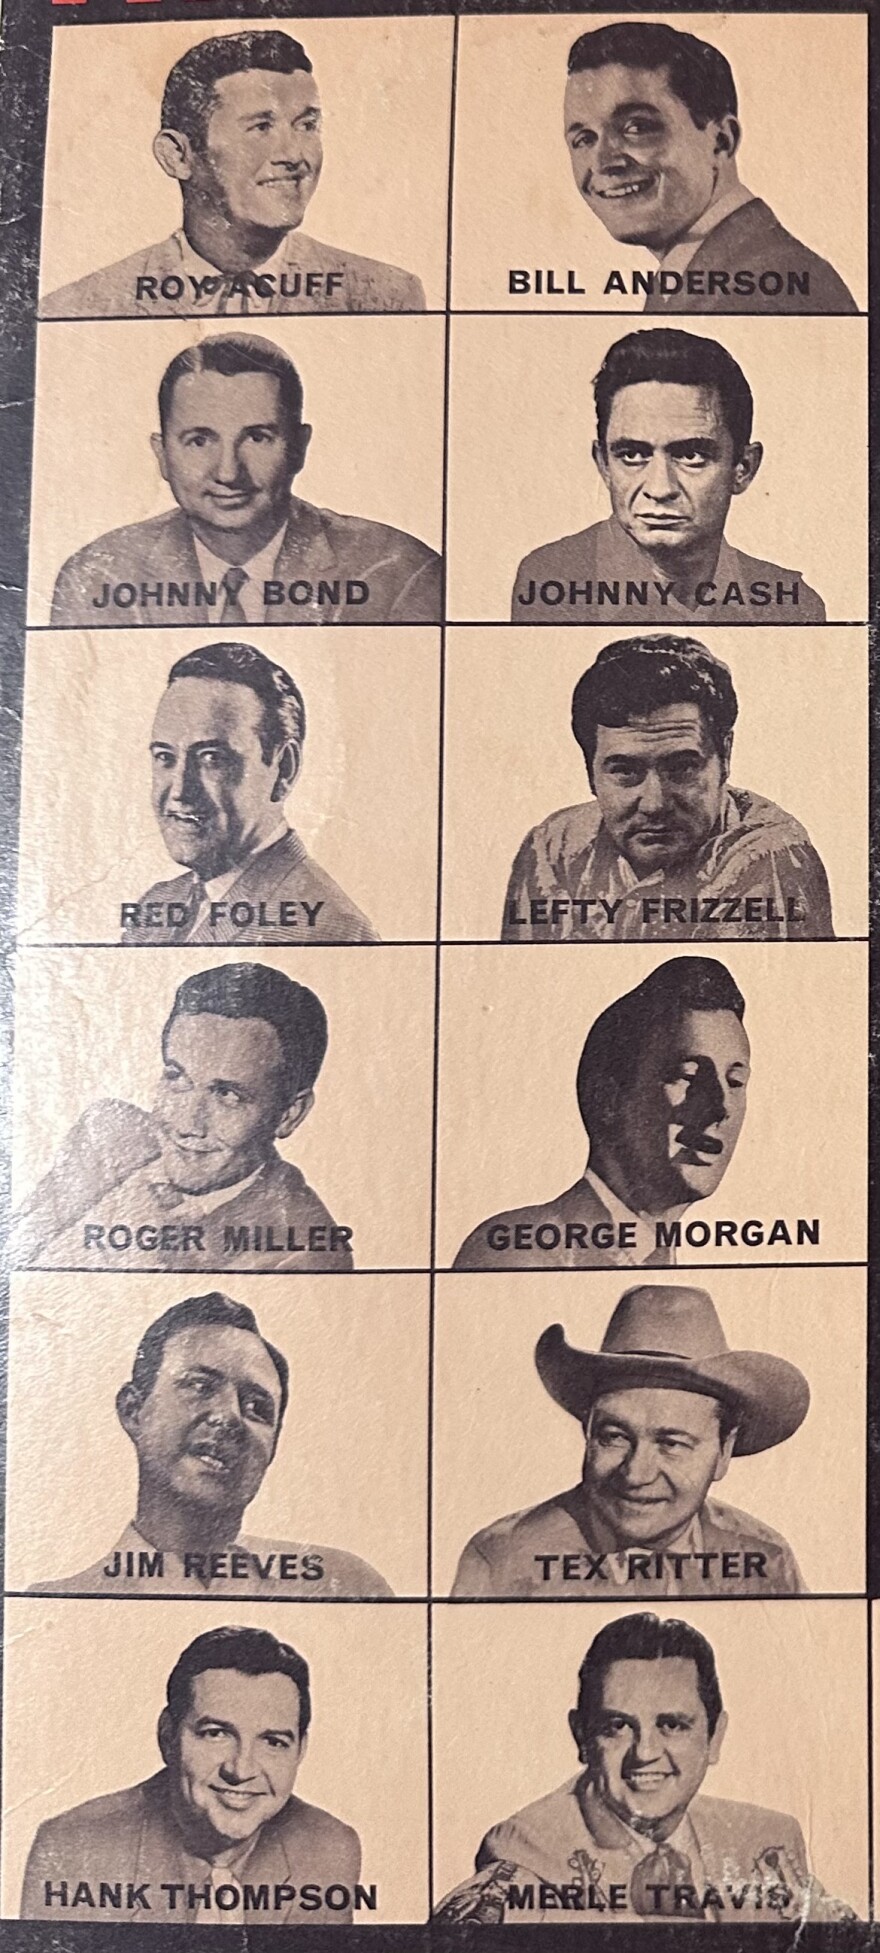 ROY ACUFF
BILL ANDERSON
JOHNNY BOND
JOHNNY CASH
RED FOLEY
LEFTY FRIZZELL
ROGER MILLER
GEORGE MORGAN
JIM REEVES
TEX RITTER
HANK THOMPSON
MERLE TRAVIS